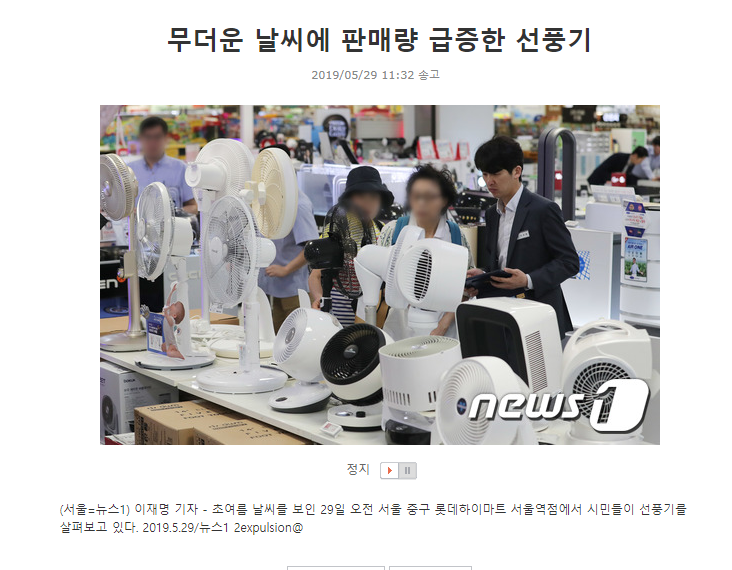 무더운 날씨에 판매량 급증한 선풍기
2019/05/29 11:32 송고
news1
정지
(서울=뉴스1) 이재명 기자 - 초여름 날씨를 보인 29일 오전 서울 중구 롯데하이마트 서울역점에서 시민들이 선풍기를
살펴보고 있다. 2019.5.29/뉴스1 2expulsion@